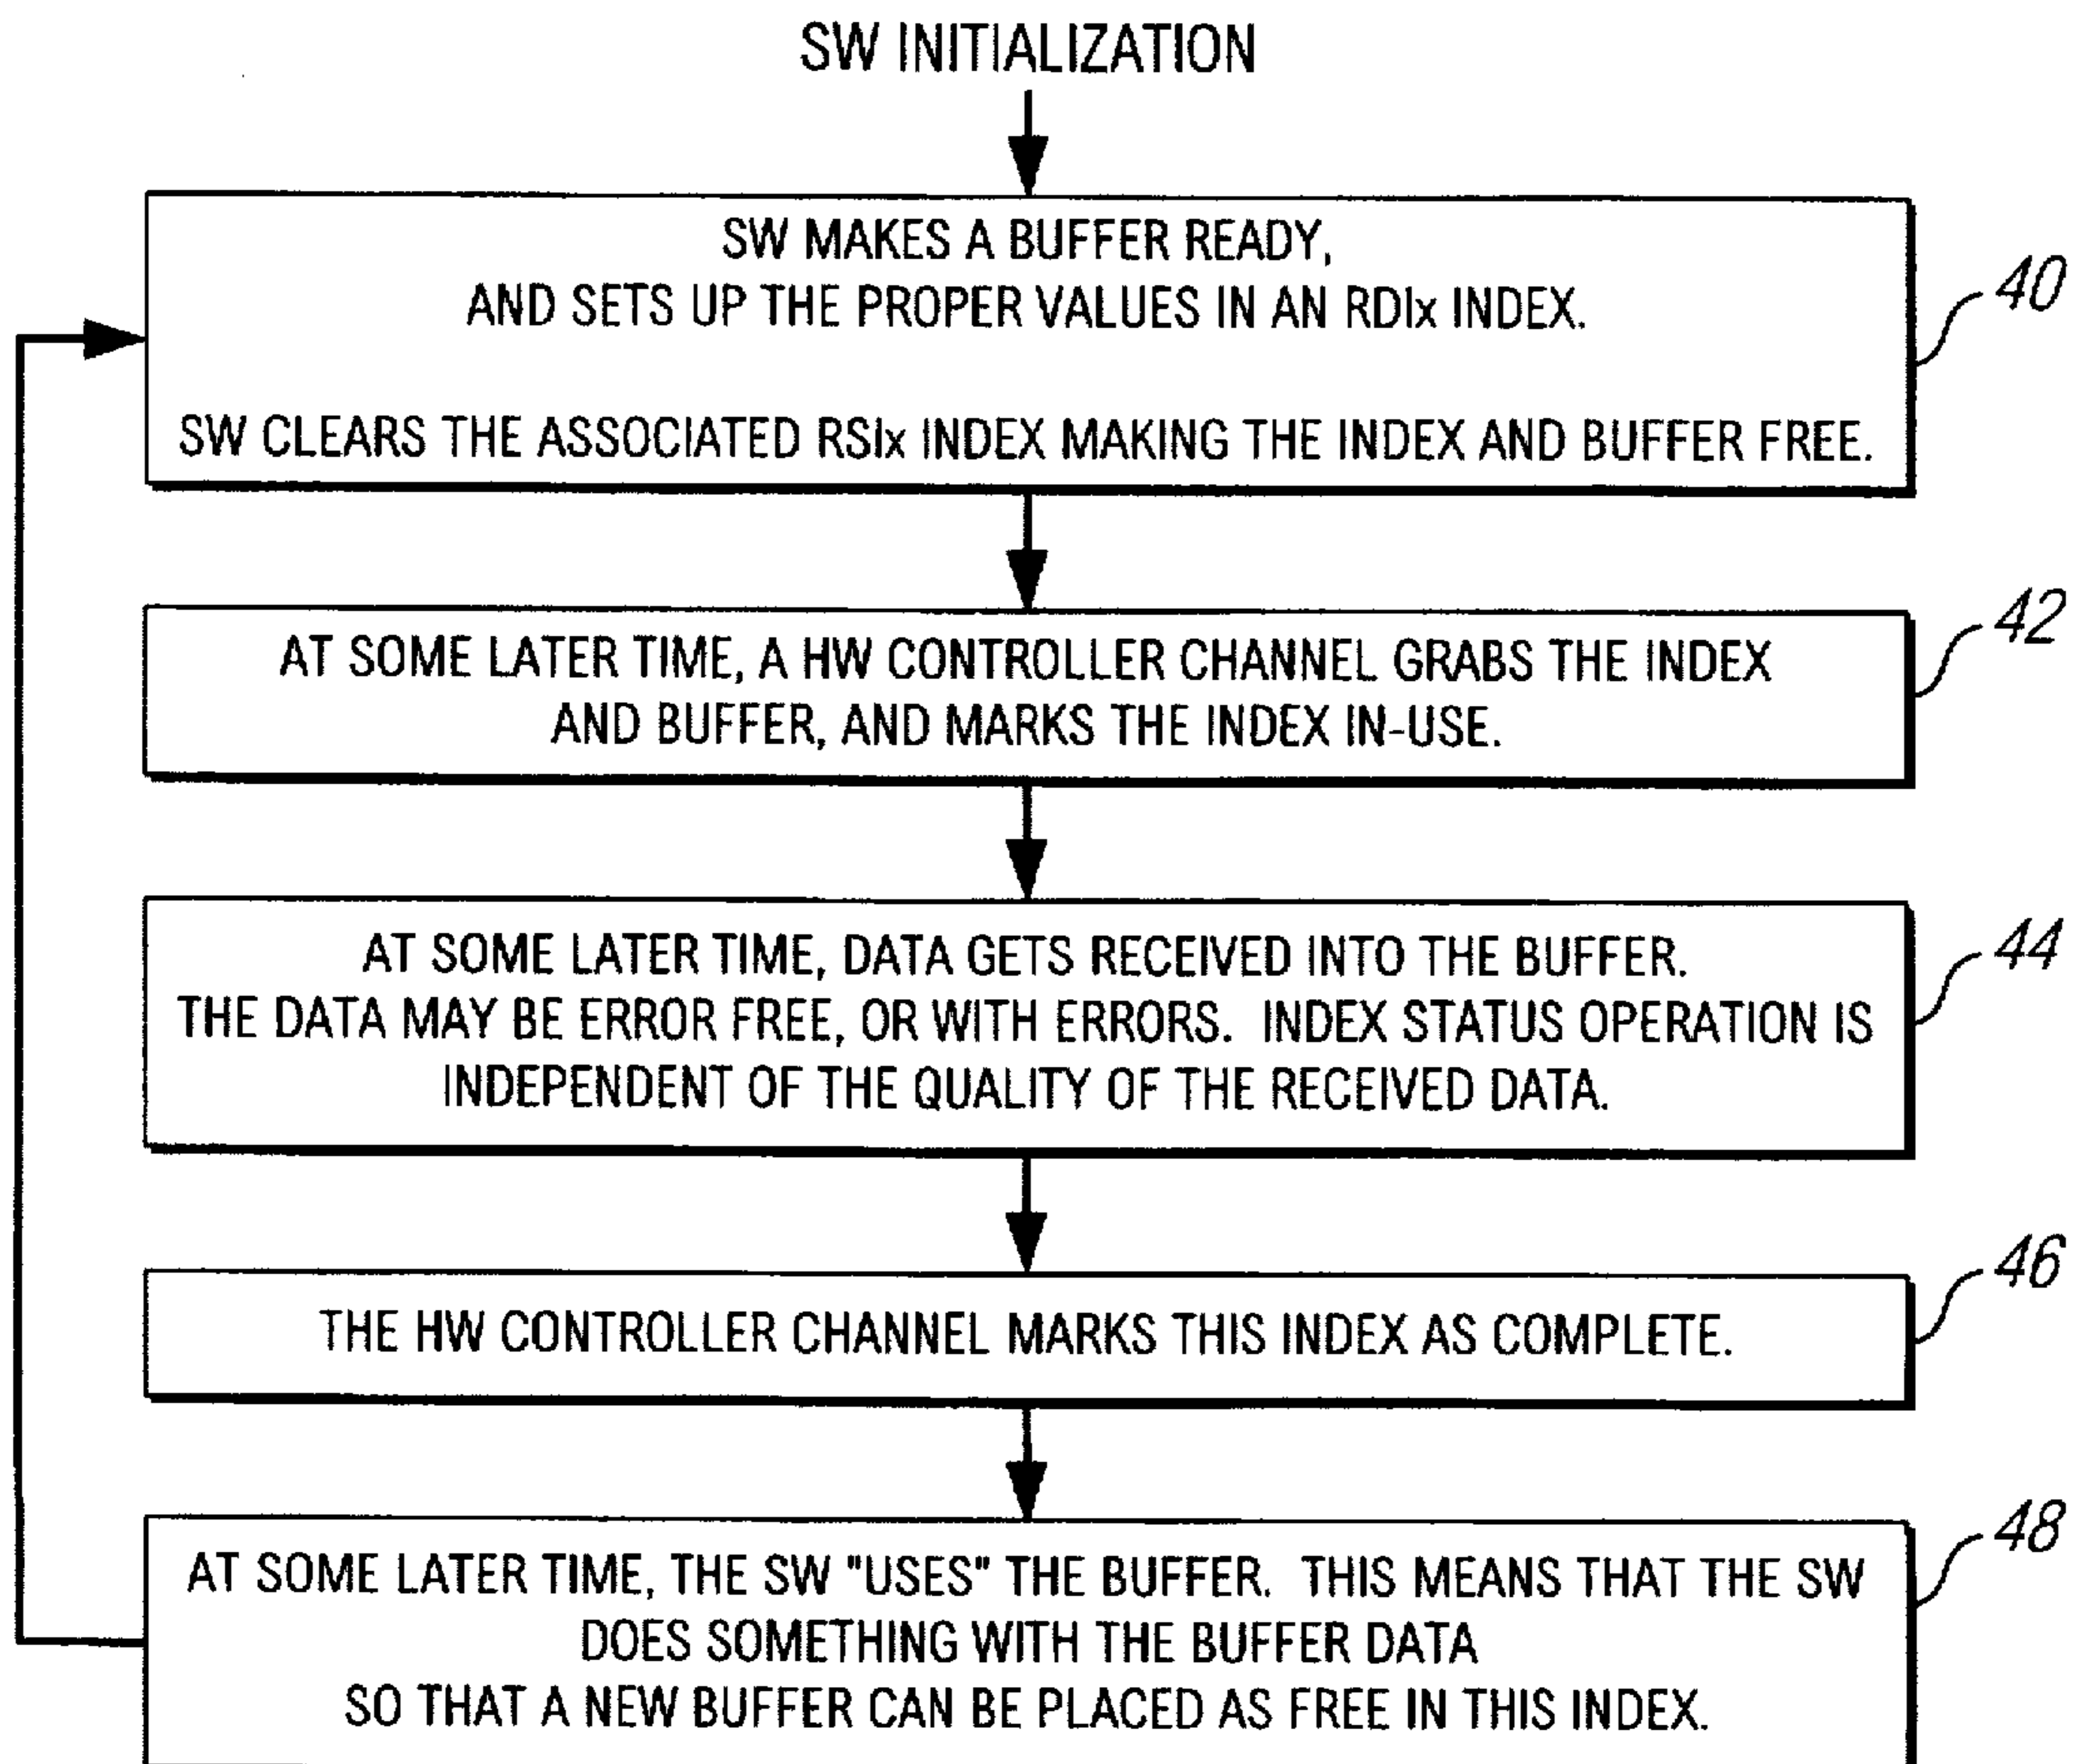 SW INITIALIZATION
SW MAKES A BUFFER READY,
AND SETS UP THE PROPER VALUES IN AN RDIx INDEX.
SW CLEARS THE ASSOCIATED RSIx INDEX MAKING THE INDEX AND BUFFER FREE.
40
AT SOME LATER TIME, A HW CONTROLLER CHANNEL GRABS THE INDEX
AND BUFFER, AND MARKS THE INDEX IN-USE.
42
AT SOME LATER TIME, DATA GETS RECEIVED INTO THE BUFFER.
THE DATA MAY BE ERROR FREE, OR WITH ERRORS. INDEX STATUS OPERATION IS
INDEPENDENT OF THE QUALITY OF THE RECEIVED DATA.
44
THE HW CONTROLLER CHANNEL MARKS THIS INDEX AS COMPLETE.
46
AT SOME LATER TIME, THE SW "USES" THE BUFFER. THIS MEANS THAT THE SW
DOES SOMETHING WITH THE BUFFER DATA
SO THAT A NEW BUFFER CAN BE PLACED AS FREE IN THIS INDEX.
48